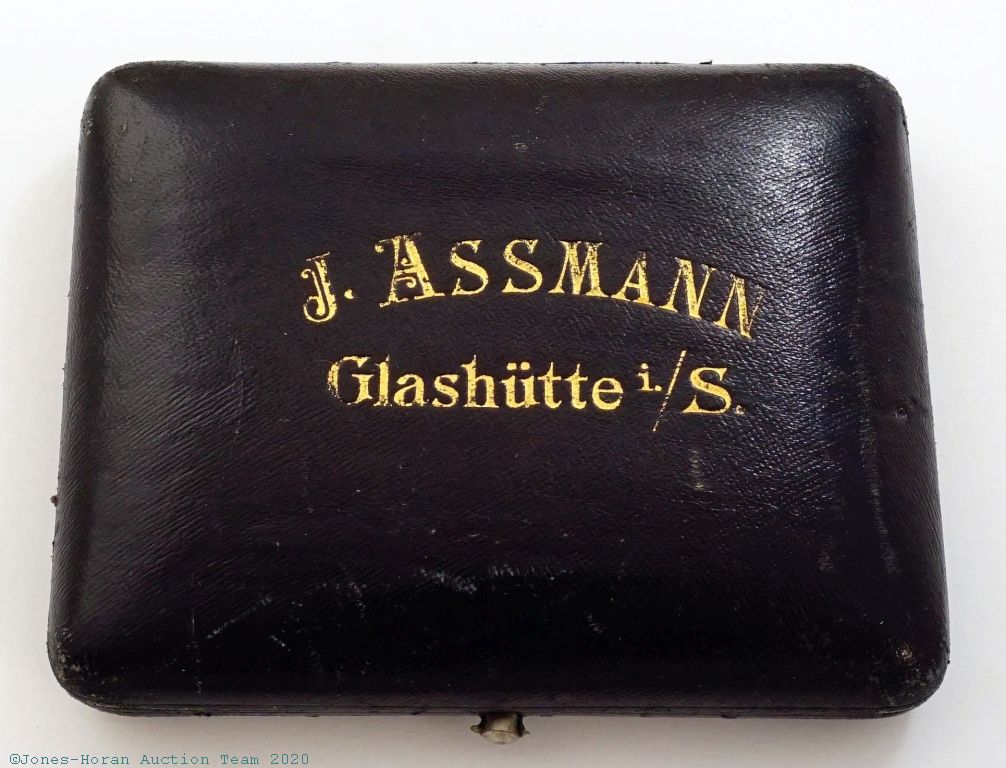 J. ASSMANN
Glashütte i./S.
©Jones-Horan Auction Team 2020